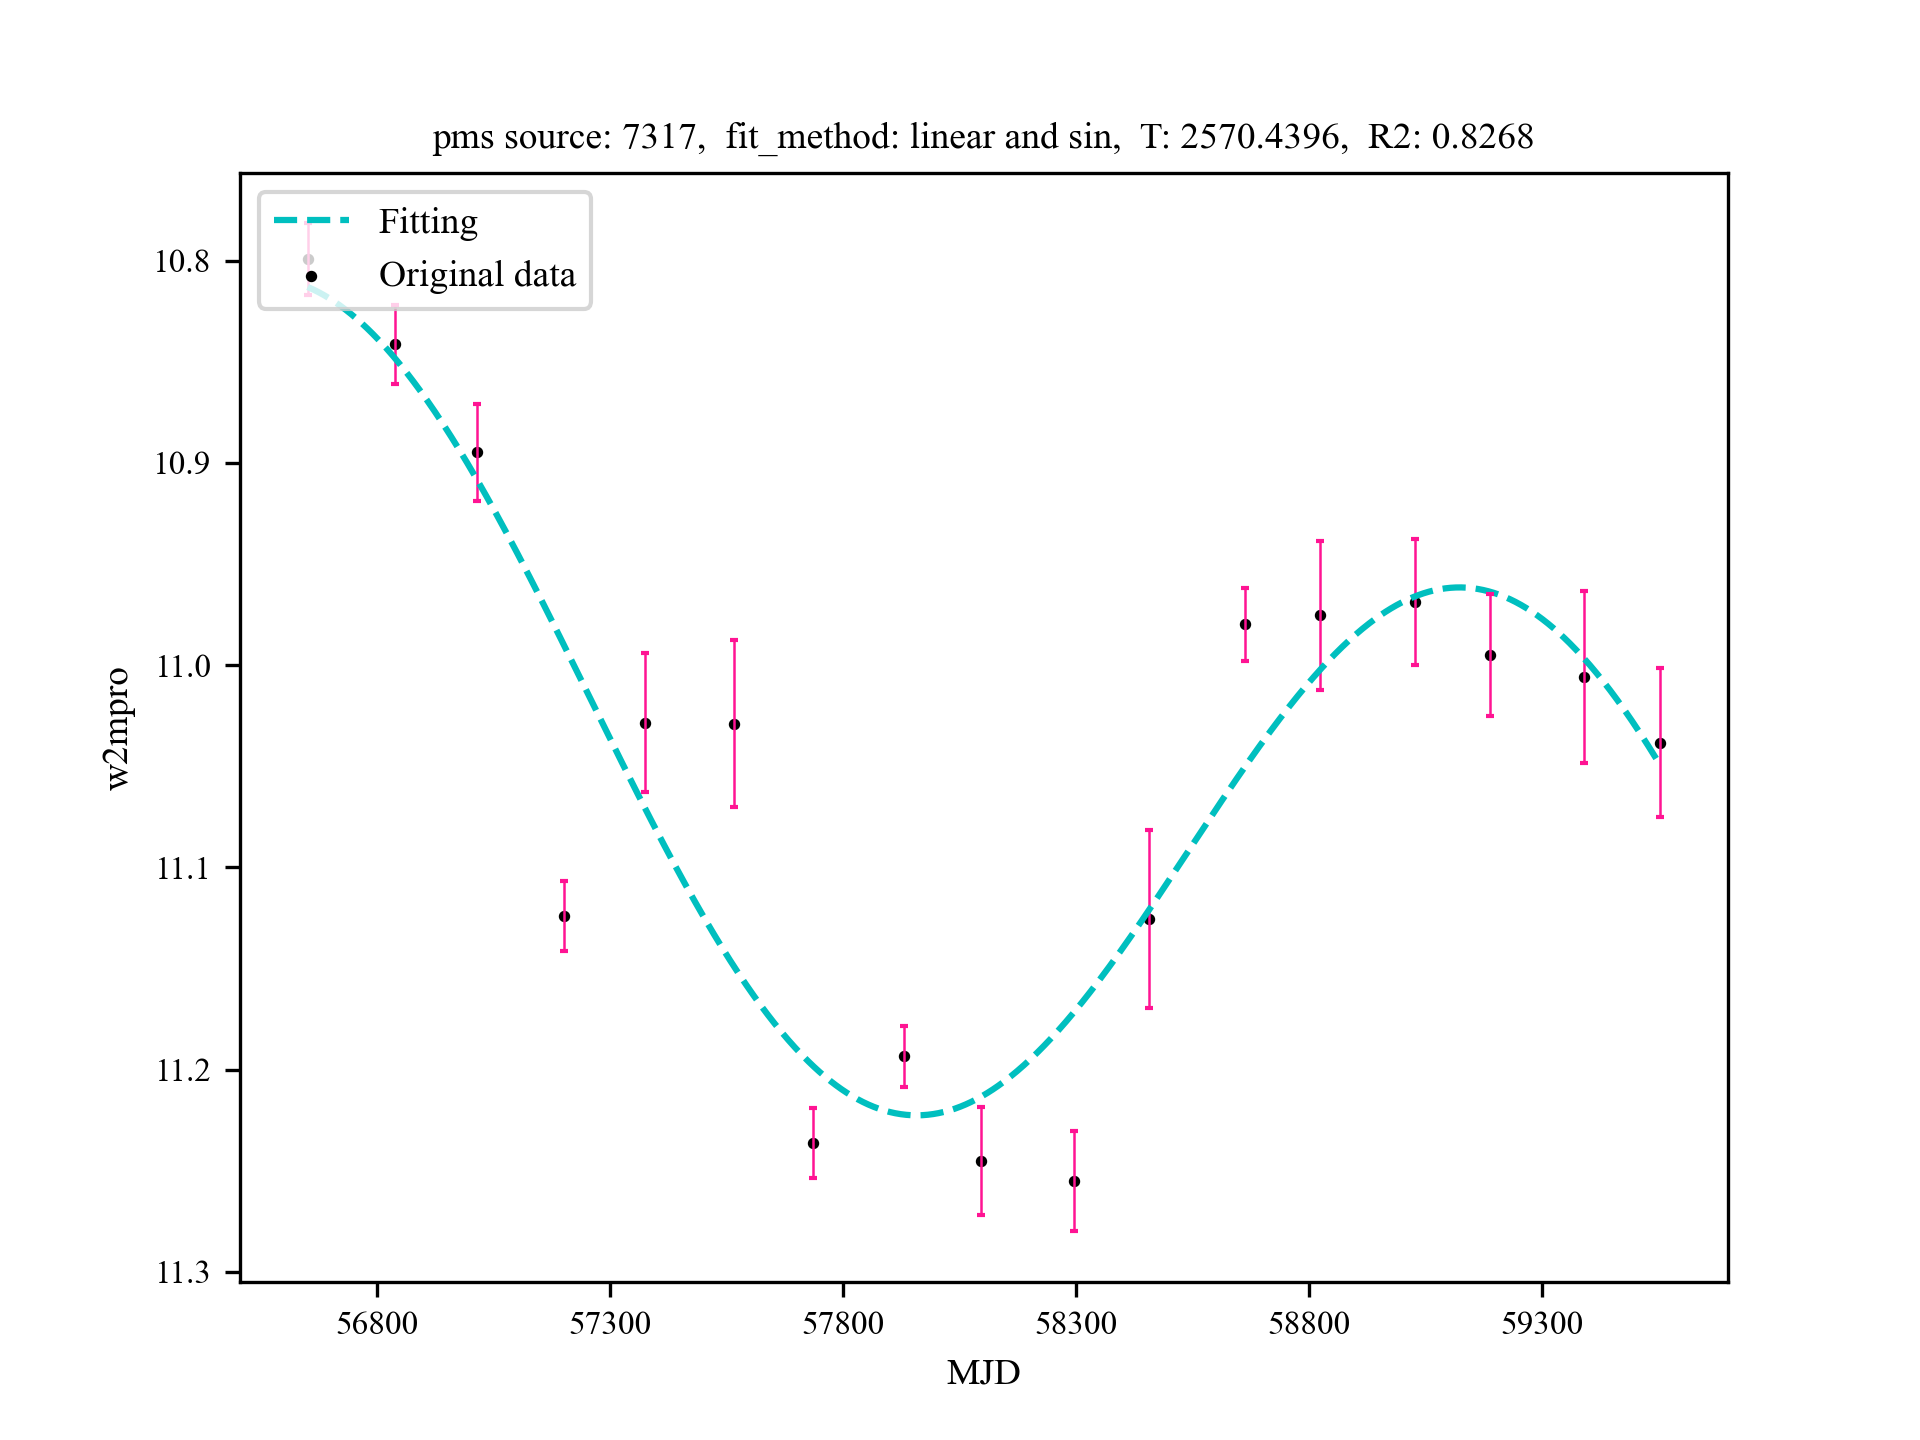 pms source: 7317,  fit_method: linear and sin,  T: 2570.4396,  R2: 0.8268
Fitting
Original data
10.8
10.9
11.0
11.1
11.2
11.3
w2mpro
56800
57300
57800
58300
58800
59300
MJD